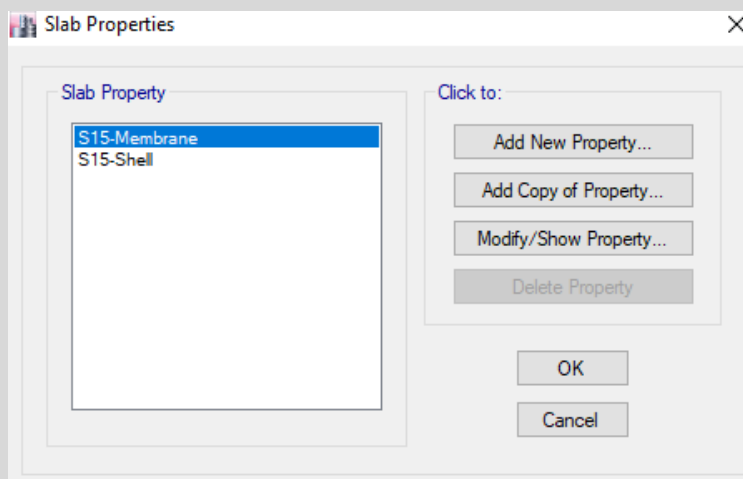 Slab Properties
Slab Property
S15-Membrane
S15-Shell
Click to:
Add New Property...
Add Copy of Property...
Modify/Show Property...
Delete Property
OK
Cancel